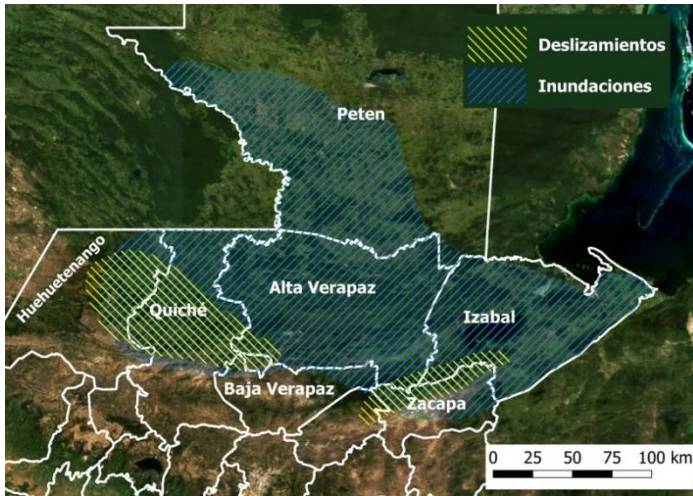 Deslizamientos
Inundaciones
Peten
Huehuetenango
Quiché
Alta Verapaz
Izabal
Baja Verapaz
Zacapa
0 25 50 75 100 km